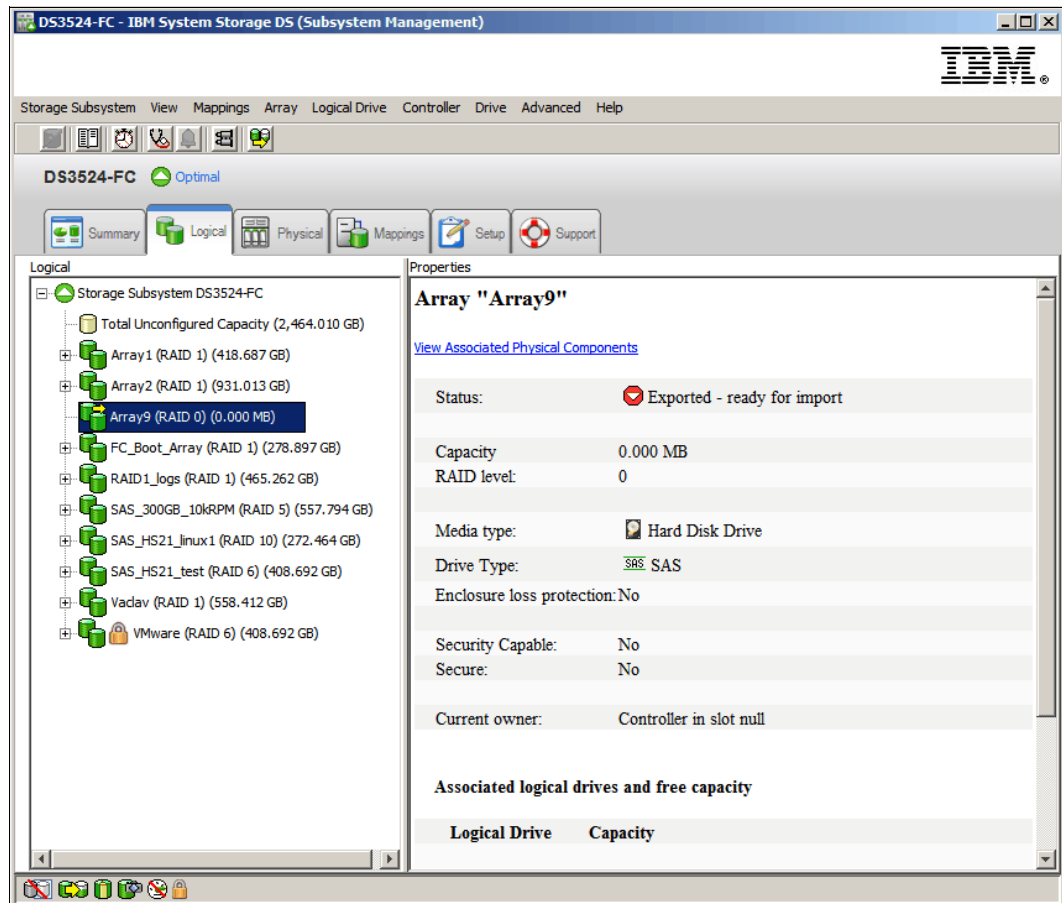 DS3524-FC - IBM System Storage DS (Subsystem Management)
IBM®
Storage Subsystem View Mappings Array Logical Drive Controller Drive Advanced Help
DS3524-FC Optimal
Summary Logical Physical Mappings Setup Support
Logical
Storage Subsystem DS3524-FC
Total Unconfigured Capacity (2,464.010 GB)
Array1 (RAID 1) (418.687 GB)
Array2 (RAID 1) (931.013 GB)
Array9 (RAID 0) (0.000 MB)
FC_Boot_Array (RAID 1) (278.897 GB)
RAID1_logs (RAID 1) (465.262 GB)
SAS_300GB_10kRPM (RAID 5) (557.794 GB)
SAS_HS21_linux1 (RAID 10) (272.464 GB)
SAS_HS21_test (RAID 6) (408.692 GB)
Vaclav (RAID 1) (558.412 GB)
VMware (RAID 6) (408.692 GB)
Properties
Array "Array9"
View Associated Physical Components
Status: Exported - ready for import
Capacity 0.000 MB
RAID level: 0
Media type: Hard Disk Drive
Drive Type: SAS SAS
Enclosure loss protection: No
Security Capable: No
Secure: No
Current owner: Controller in slot null
Associated logical drives and free capacity
Logical Drive Capacity